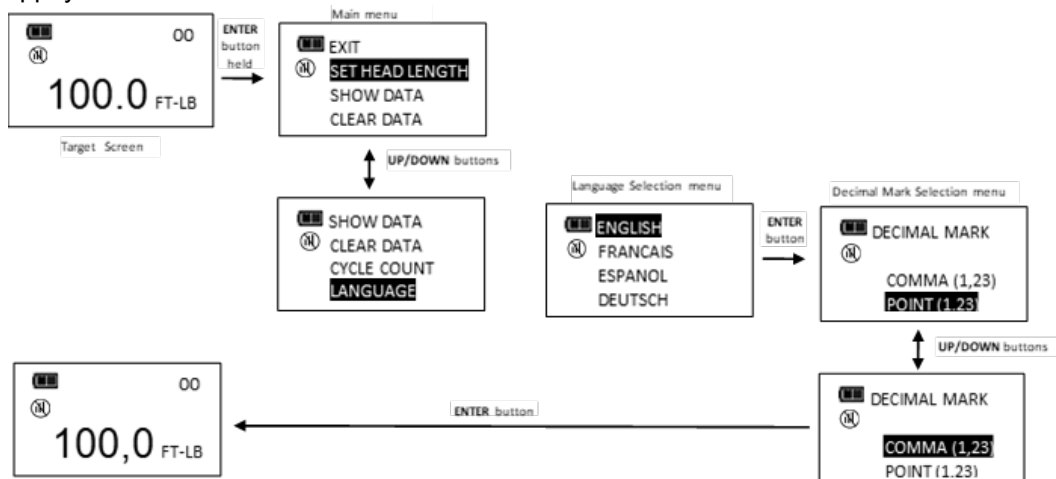 Main menu
00
ENTER
button
held
EXIT
SET HEAD LENGTH
SHOW DATA
CLEAR DATA
100.0 FT-LB
Target Screen
UP/DOWN buttons
SHOW DATA
CLEAR DATA
CYCLE COUNT
LANGUAGE
Language Selection menu
ENGLISH
FRANCAIS
ESPANOL
DEUTSCH
ENTER
button
Decimal Mark Selection menu
DECIMAL MARK
COMMA (1,23)
POINT (1.23)
UP/DOWN buttons
DECIMAL MARK
COMMA (1,23)
POINT (1.23)
ENTER button
00
100,0 FT-LB